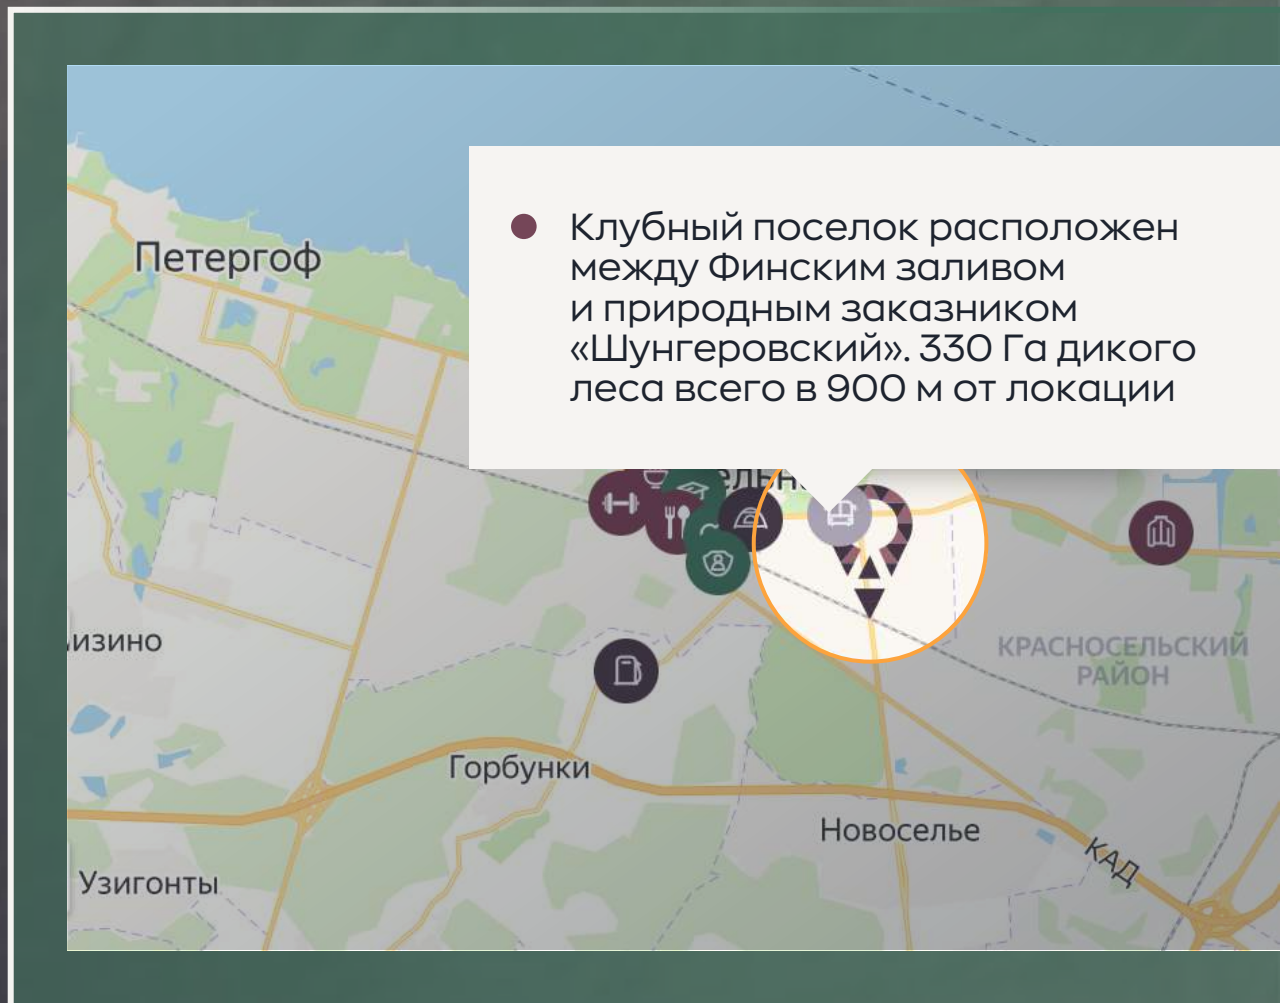 Клубный поселок расположен
между Финским заливом
и природным заказником
«Шунгеровский». 330 Га дикого
леса всего в 900 м от локации
Петергоф
КРАСНОСЕЛЬСКИЙ
РАЙОН
Горбунки
Новоселье
КАД
Узигонты